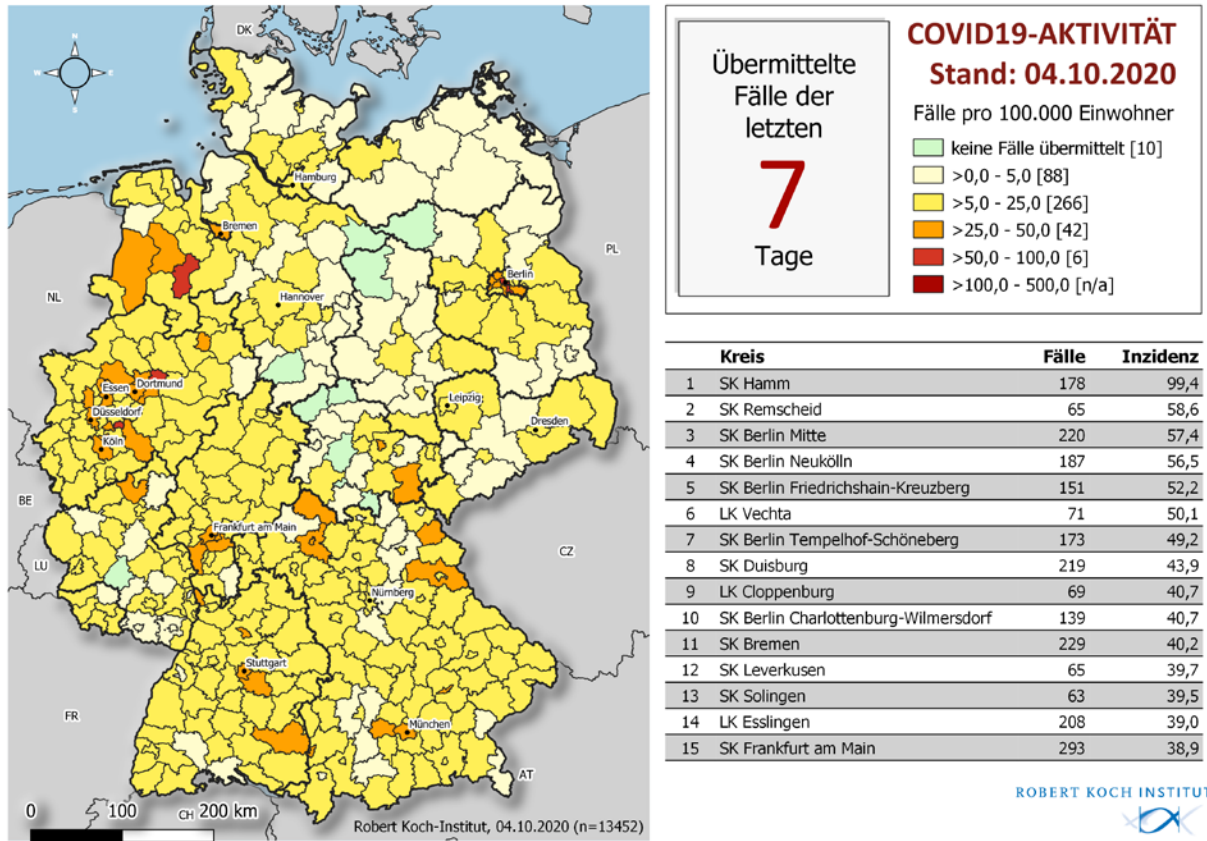 DK
N
W
E
S
Hamburg
Bremen
PL
Berlin
NL
Hannover
Essen
Dortmund
Düsseldorf
Leipzig
Dresden
Köln
BE
Frankfurt am Main
CZ
LU
Nürnberg
Stuttgart
FR
München
AT
0 100 CH 200 km
Robert Koch-Institut, 04.10.2020 (n=13452)
Übermittelte
Fälle der
letzten
7
Tage
COVID19-AKTIVITÄT
Stand: 04.10.2020
Fälle pro 100.000 Einwohner
keine Fälle übermittelt [10]
>0,0 - 5,0 [88]
>5,0 - 25,0 [266]
>25,0 - 50,0 [42]
>50,0 - 100,0 [6]
>100,0 - 500,0 [n/a]
Kreis Fälle Inzidenz
1 SK Hamm 178 99,4
2 SK Remscheid 65 58,6
3 SK Berlin Mitte 220 57,4
4 SK Berlin Neukölln 187 56,5
5 SK Berlin Friedrichshain-Kreuzberg 151 52,2
6 LK Vechta 71 50,1
7 SK Berlin Tempelhof-Schöneberg 173 49,2
8 SK Duisburg 219 43,9
9 LK Cloppenburg 69 40,7
10 SK Berlin Charlottenburg-Wilmersdorf 139 40,7
11 SK Bremen 229 40,2
12 SK Leverkusen 65 39,7
13 SK Solingen 63 39,5
14 LK Esslingen 208 39,0
15 SK Frankfurt am Main 293 38,9
ROBERT KOCH INSTITUT